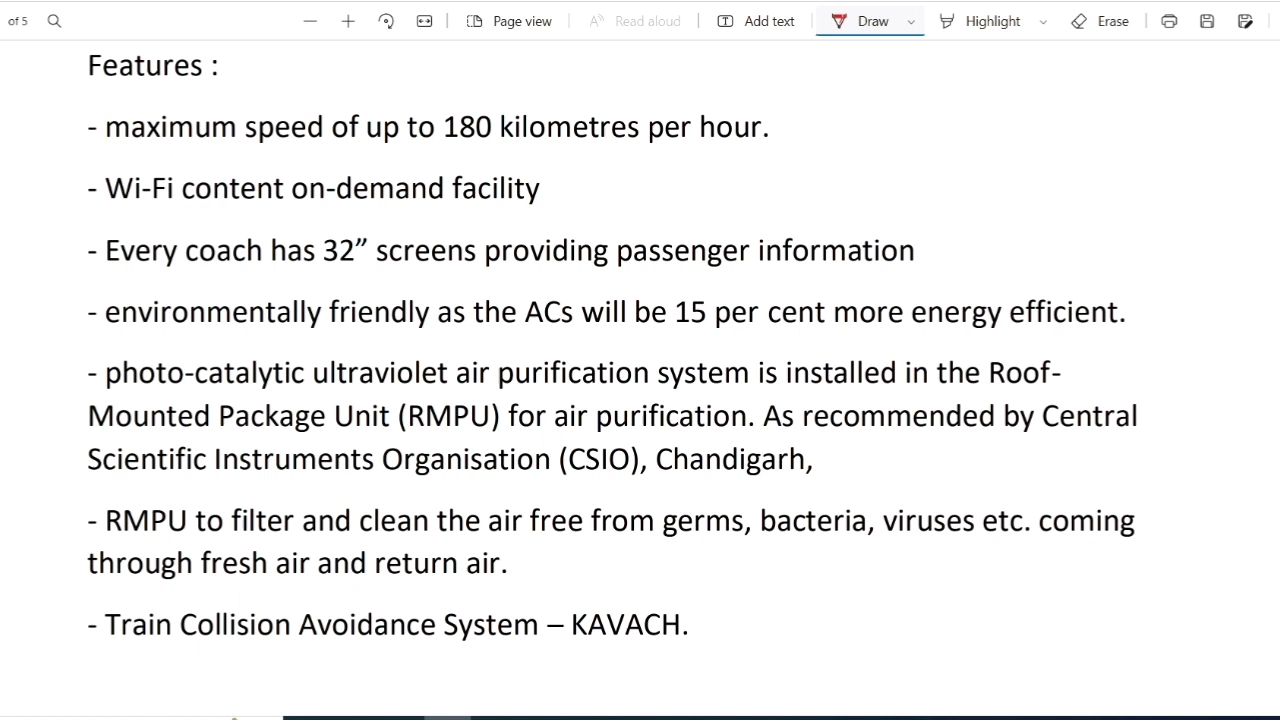 of 5 Page view Read aloud Add text Draw Highlight Erase
Features :
- maximum speed of up to 180 kilometres per hour.
- Wi-Fi content on-demand facility
- Every coach has 32” screens providing passenger information
- environmentally friendly as the ACs will be 15 per cent more energy efficient.
- photo-catalytic ultraviolet air purification system is installed in the Roof-
Mounted Package Unit (RMPU) for air purification. As recommended by Central
Scientific Instruments Organisation (CSIO), Chandigarh,
- RMPU to filter and clean the air free from germs, bacteria, viruses etc. coming
through fresh air and return air.
- Train Collision Avoidance System – KAVACH.